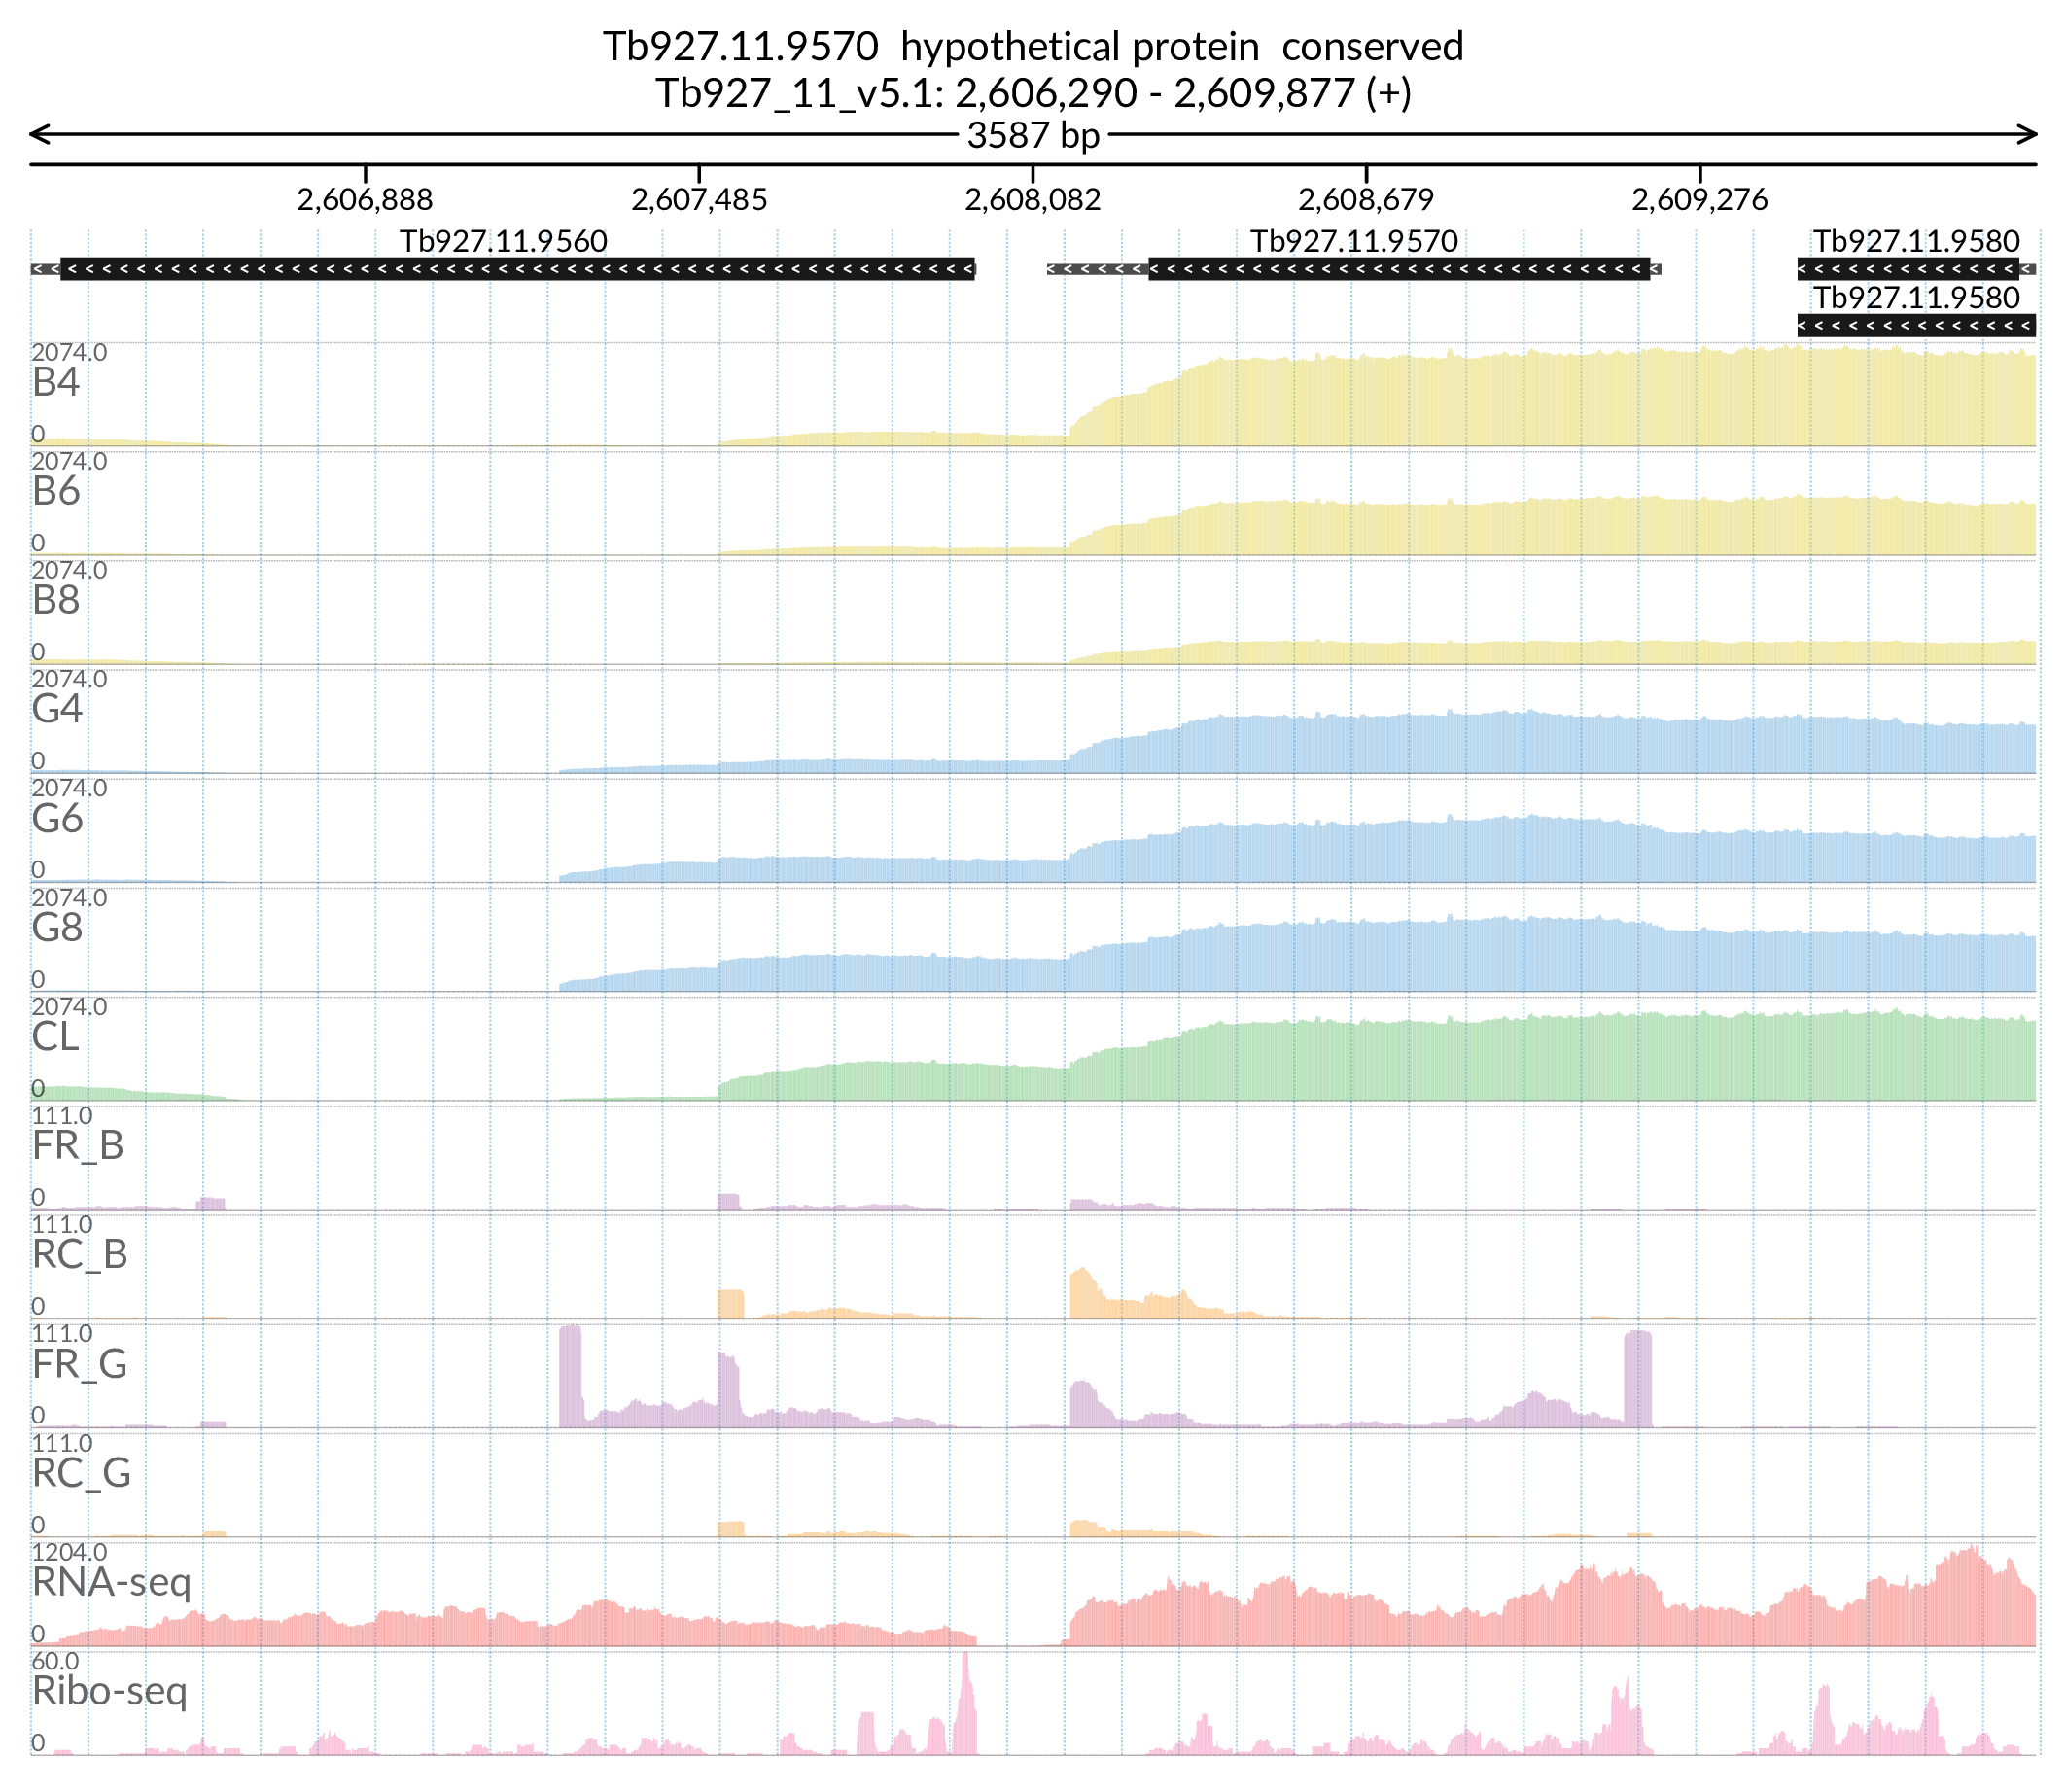 Tb927.11.9570 hypothetical protein conserved
Tb927_11_v5.1: 2,606,290 - 2,609,877 (+)
3587 bp
2,606,888 2,607,485 2,608,082 2,608,679 2,609,276
Tb927.11.9560 Tb927.11.9570 Tb927.11.9580
Tb927.11.9580
2074.0
B4
0
2074.0
B6
0
2074.0
B8
0
2074.0
G4
0
2074.0
G6
0
2074.0
G8
0
2074.0
CL
0
111.0
FR_B
0
111.0
RC_B
0
111.0
FR_G
0
111.0
RC_G
0
1204.0
RNA-seq
0
60.0
Ribo-seq
0